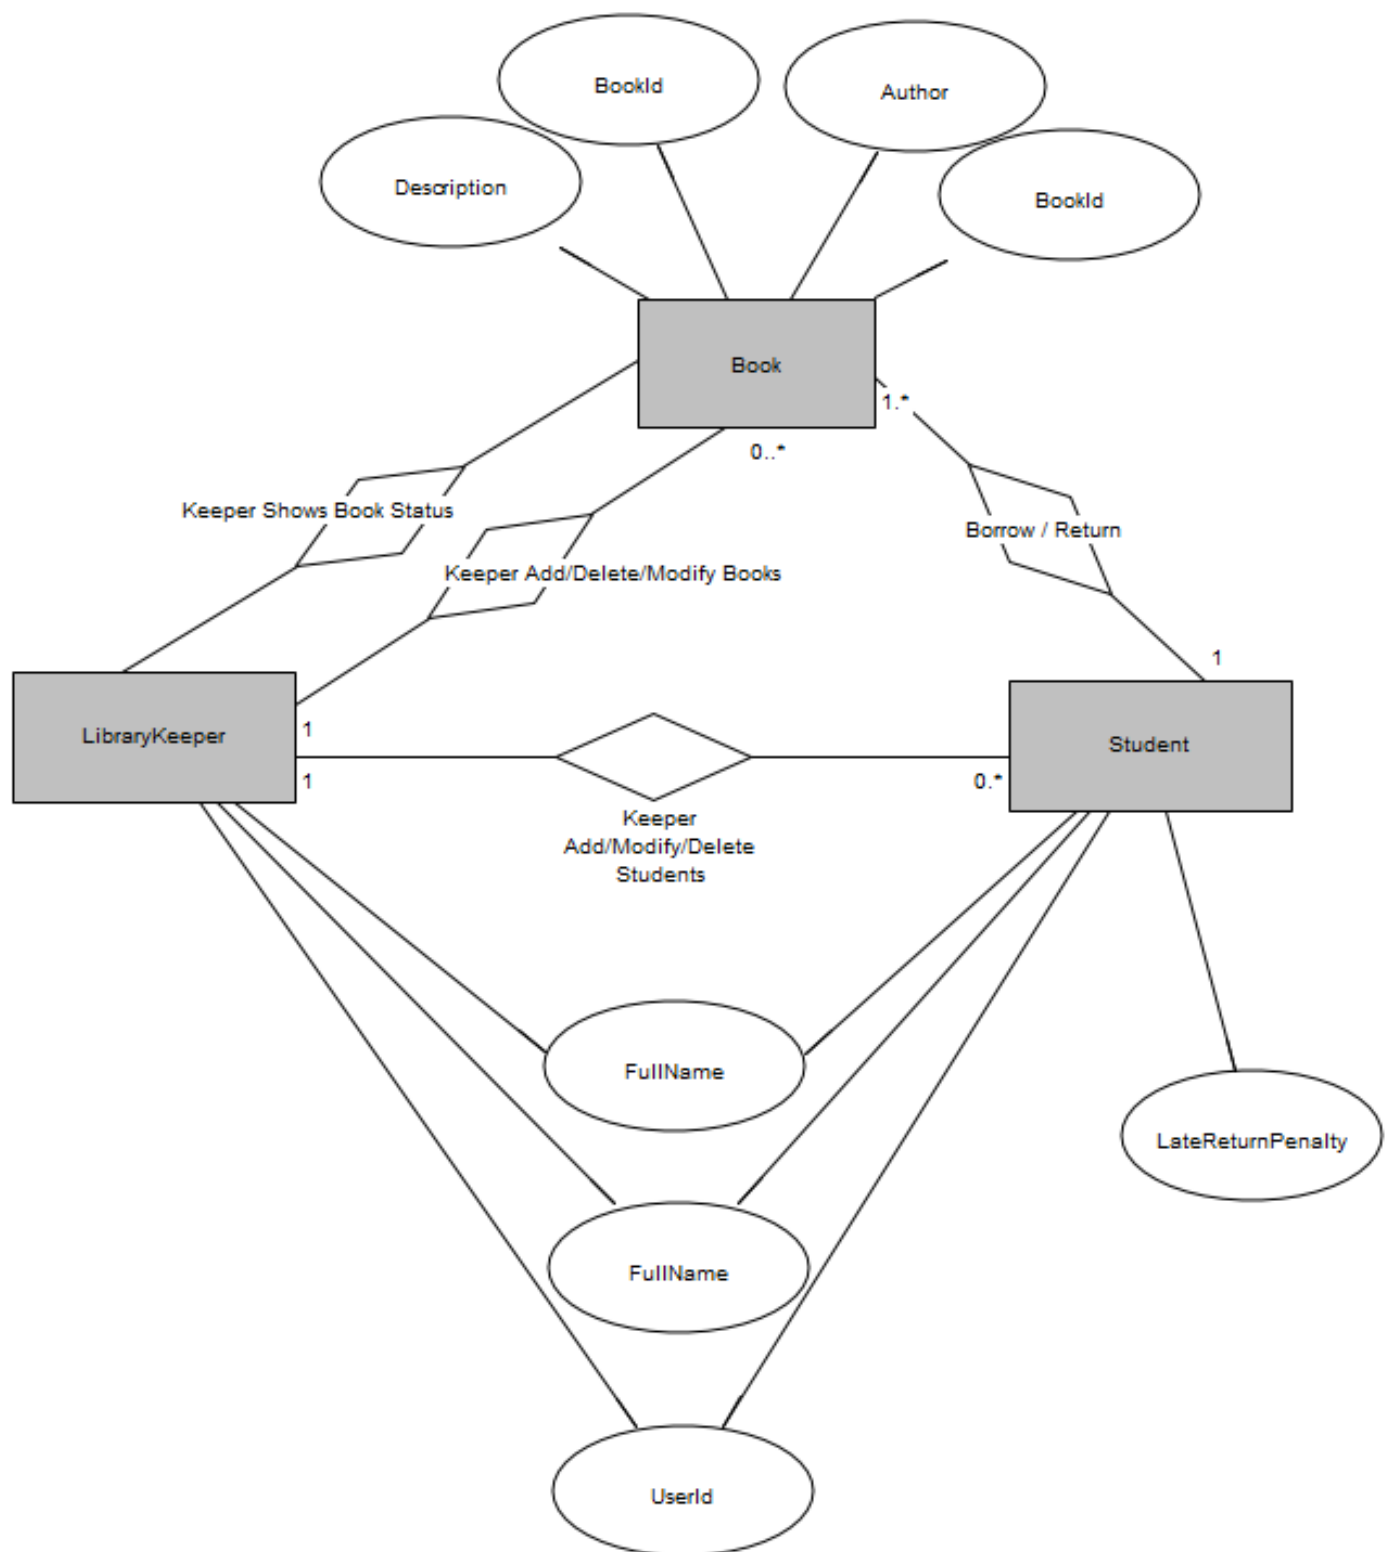 BookId
Author
Description
BookId
Book
1.*
0..*
Keeper Shows Book Status
Borrow / Return
Keeper Add/Delete/Modify Books
1
LibraryKeeper
1
Student
1
0.*
Keeper
Add/Modify/Delete
Students
FullName
LateReturnPenalty
FullName
UserId